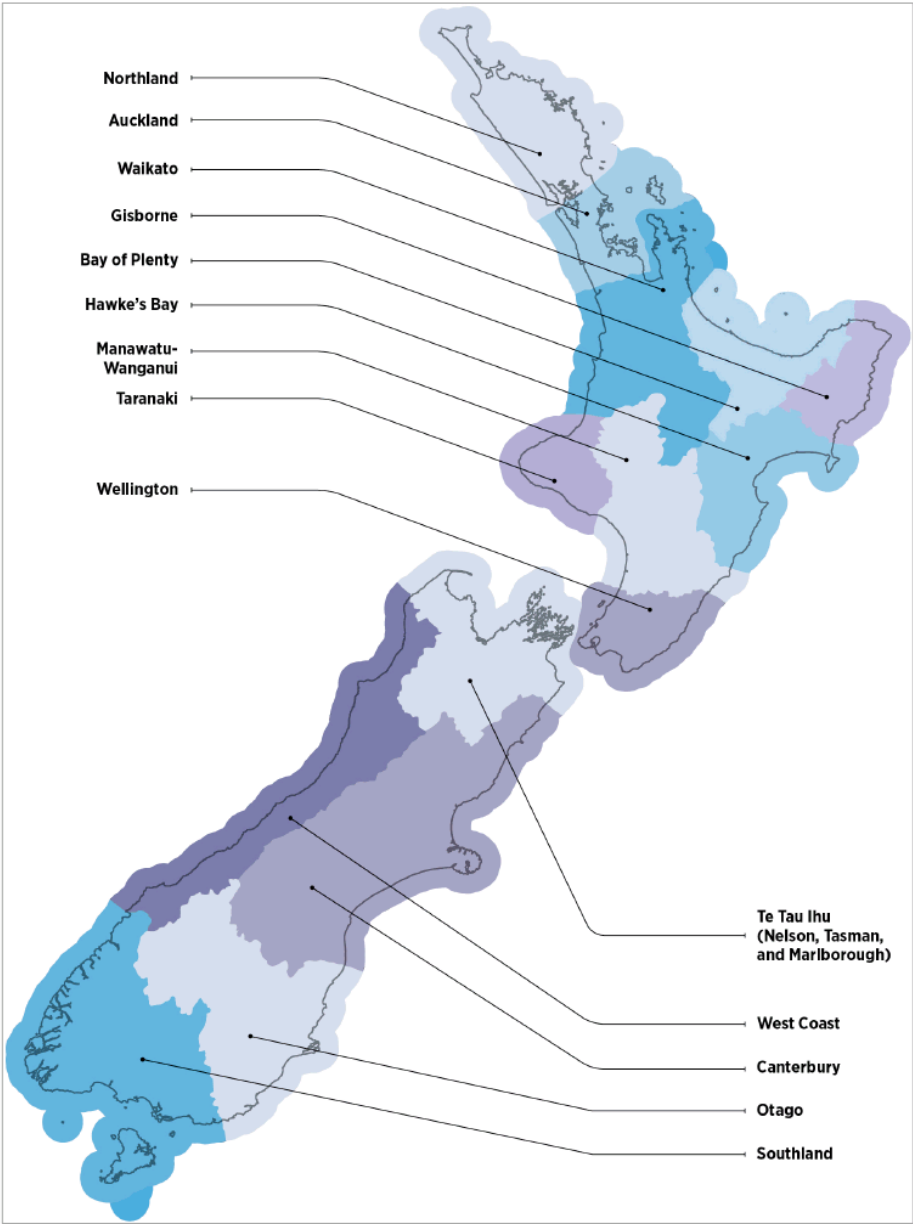 Northland
Auckland
Waikato
Gisborne
Bay of Plenty
Hawke's Bay
Manawatu-
Wanganui
Taranaki
Wellington
Te Tau Ihu
(Nelson, Tasman,
and Marlborough)
West Coast
Canterbury
Otago
Southland